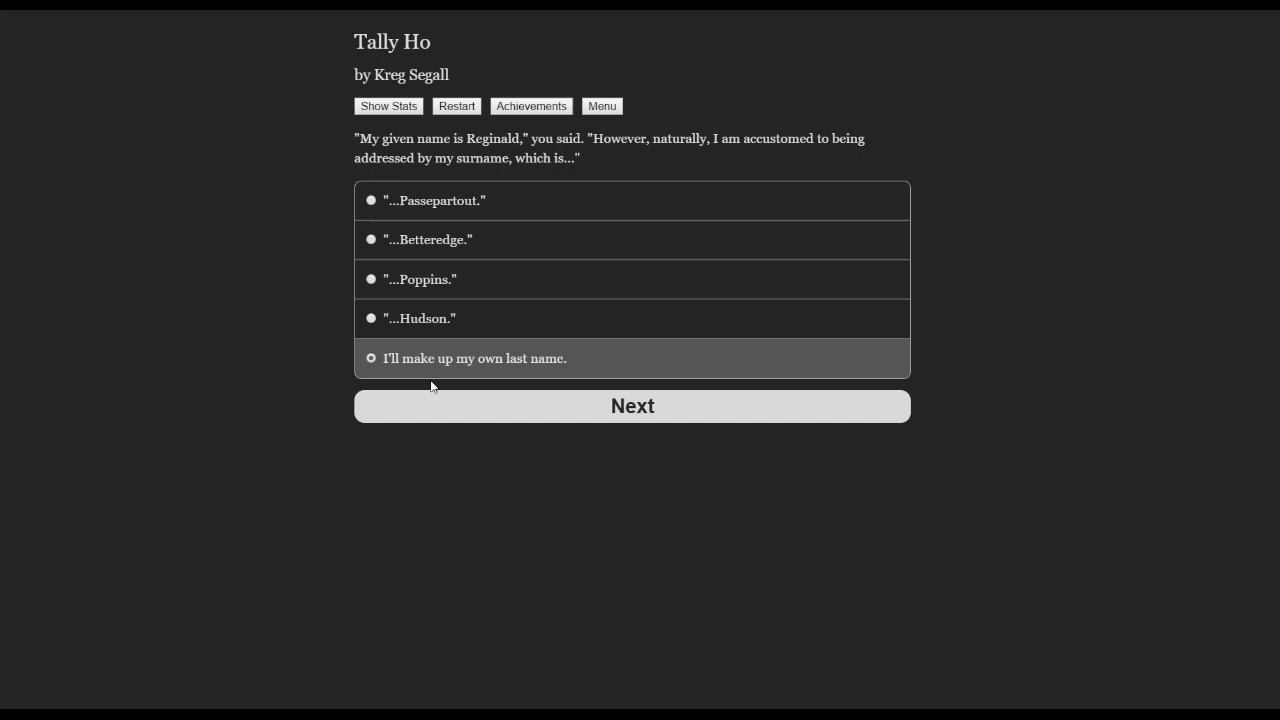 Tally Ho
by Kreg Segall
Show Stats Restart Achievements Menu
"My given name is Reginald," you said. "However, naturally, I am accustomed to being
addressed by my surname, which is..."
"...Passepartout."
"...Betteredge."
"...Poppins."
"...Hudson."
I'll make up my own last name.
Next